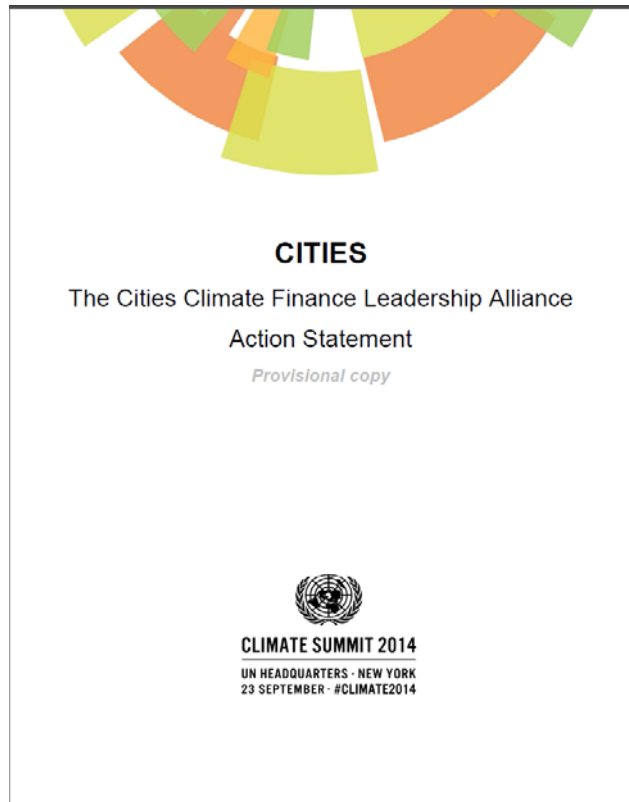 CITIES
The Cities Climate Finance Leadership Alliance
Action Statement
Provisional copy
CLIMATE SUMMIT 2014
UN HEADQUARTERS · NEW YORK
23 SEPTEMBER · #CLIMATE2014